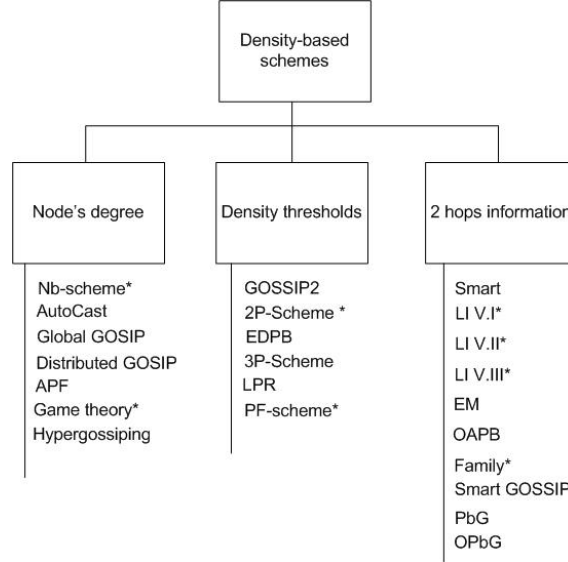 Density-based
schemes
Node's degree
Density thresholds
2 hops information
Nb-scheme*
AutoCast
Global GOSIP
Distributed GOSIP
APF
Game theory*
Hypergossiping
GOSSIP2
2P-Scheme *
EDPB
3P-Scheme
LPR
PF-scheme*
Smart
LI V.I*
LI V.II*
LI V.III*
EM
OAPB
Family*
Smart GOSSIP
PbG
OPbG